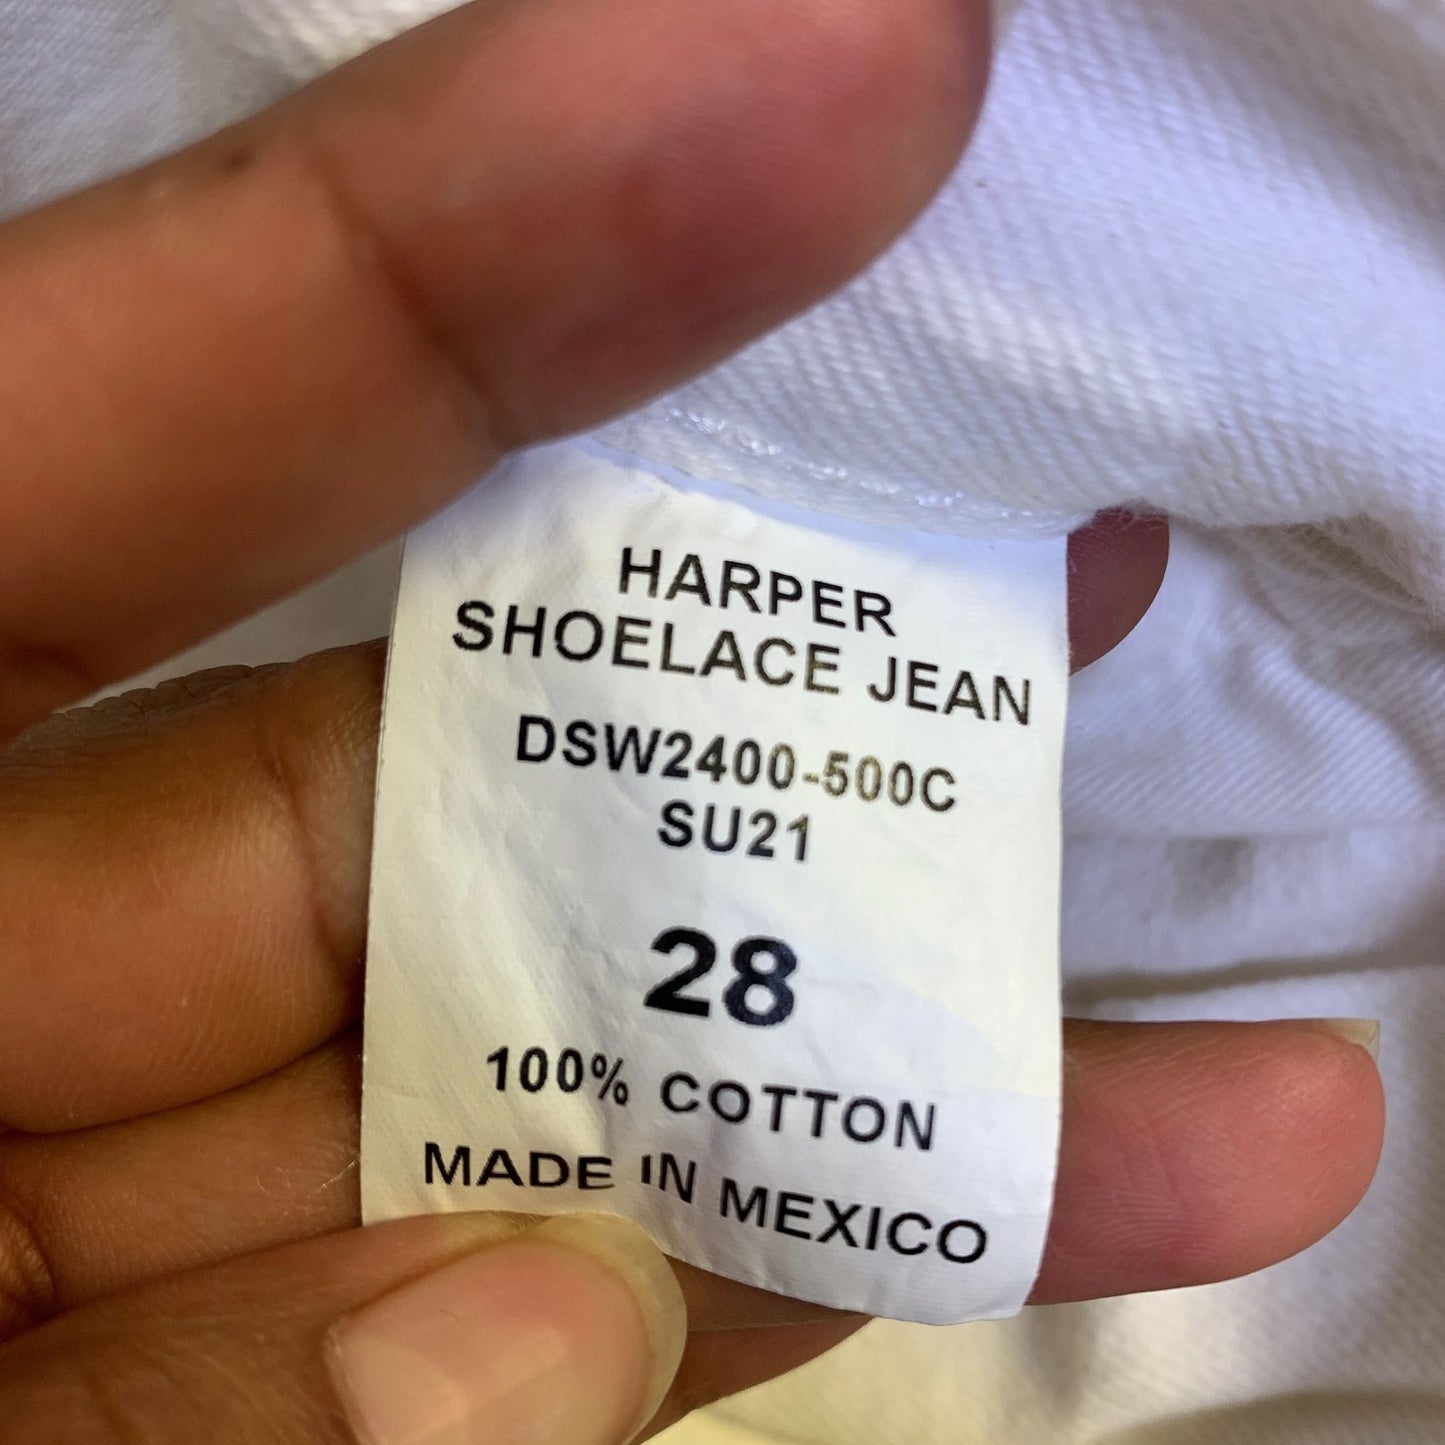 HARPER
SHOELACE JEAN
DSW2400-500C
SU21
28
100% COTTON
MADE IN MEXICO